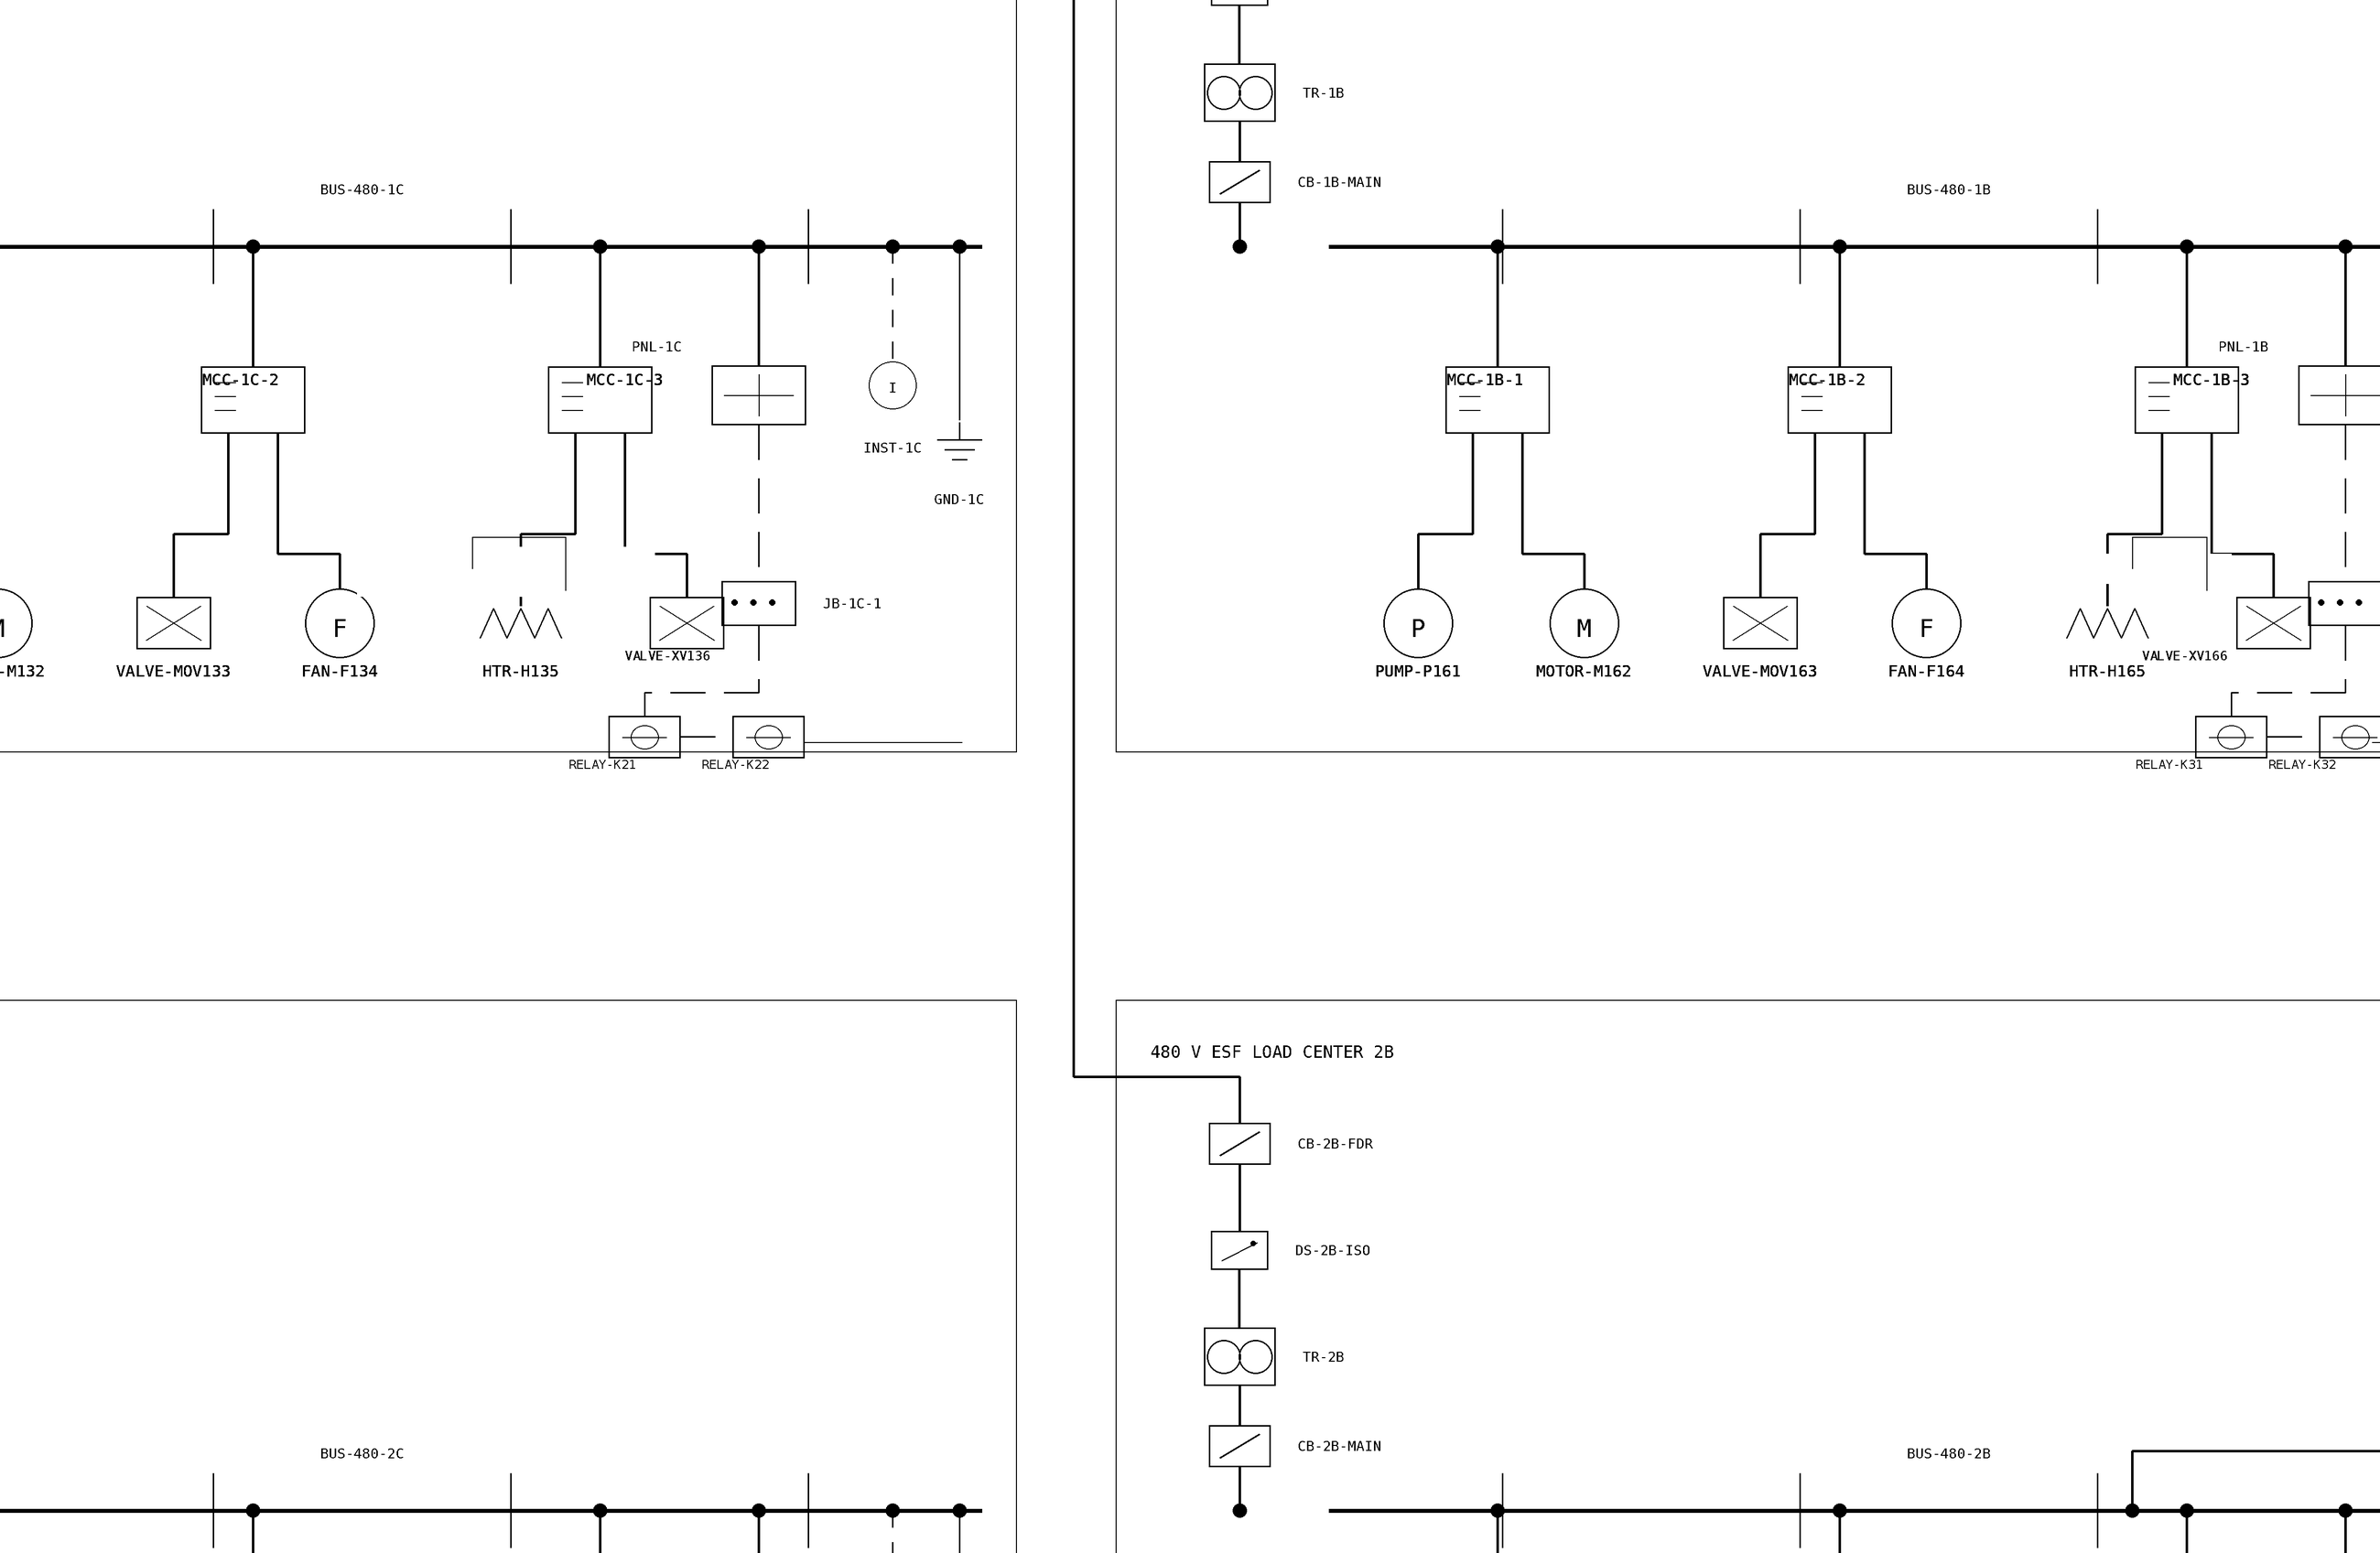 TR-1B
CB-1B-MAIN
BUS-480-1C
BUS-480-1B
PNL-1C
PNL-1B
MCC-1C-2
MCC-1C-3
I
MCC-1B-1
MCC-1B-2
MCC-1B-3
INST-1C
GND-1C
JB-1C-1
F
P
M
F
VALVE-XV136
VALVE-XV166
-M132
VALVE-MOV133
FAN-F134
HTR-H135
PUMP-P161
MOTOR-M162
VALVE-MOV163
FAN-F164
HTR-H165
RELAY-K21
RELAY-K22
RELAY-K31
RELAY-K32
480 V ESF LOAD CENTER 2B
CB-2B-FDR
DS-2B-ISO
TR-2B
CB-2B-MAIN
BUS-480-2C
BUS-480-2B